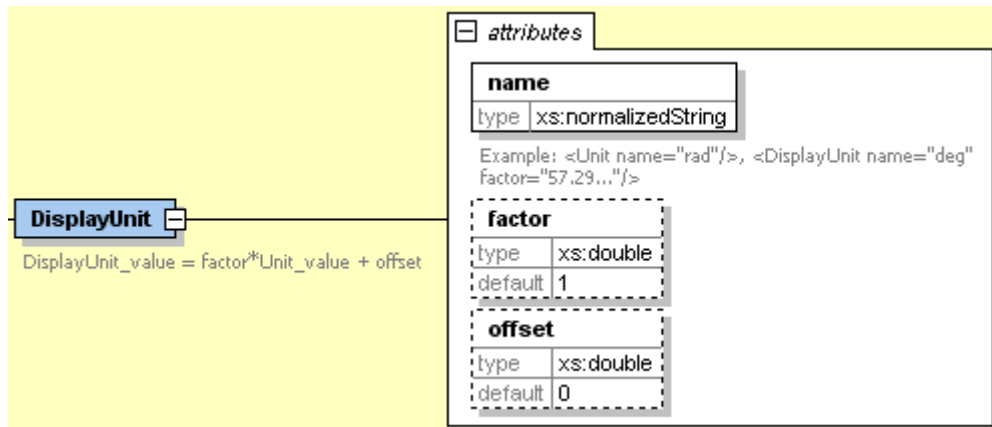 attributes
name
type xs:normalizedString
Example: <Unit name="rad"/>, <DisplayUnit name="deg"
factor="57.29..."/>
DisplayUnit
DisplayUnit_value = factor*Unit_value + offset
factor
type xs:double
default 1
offset
type xs:double
default 0